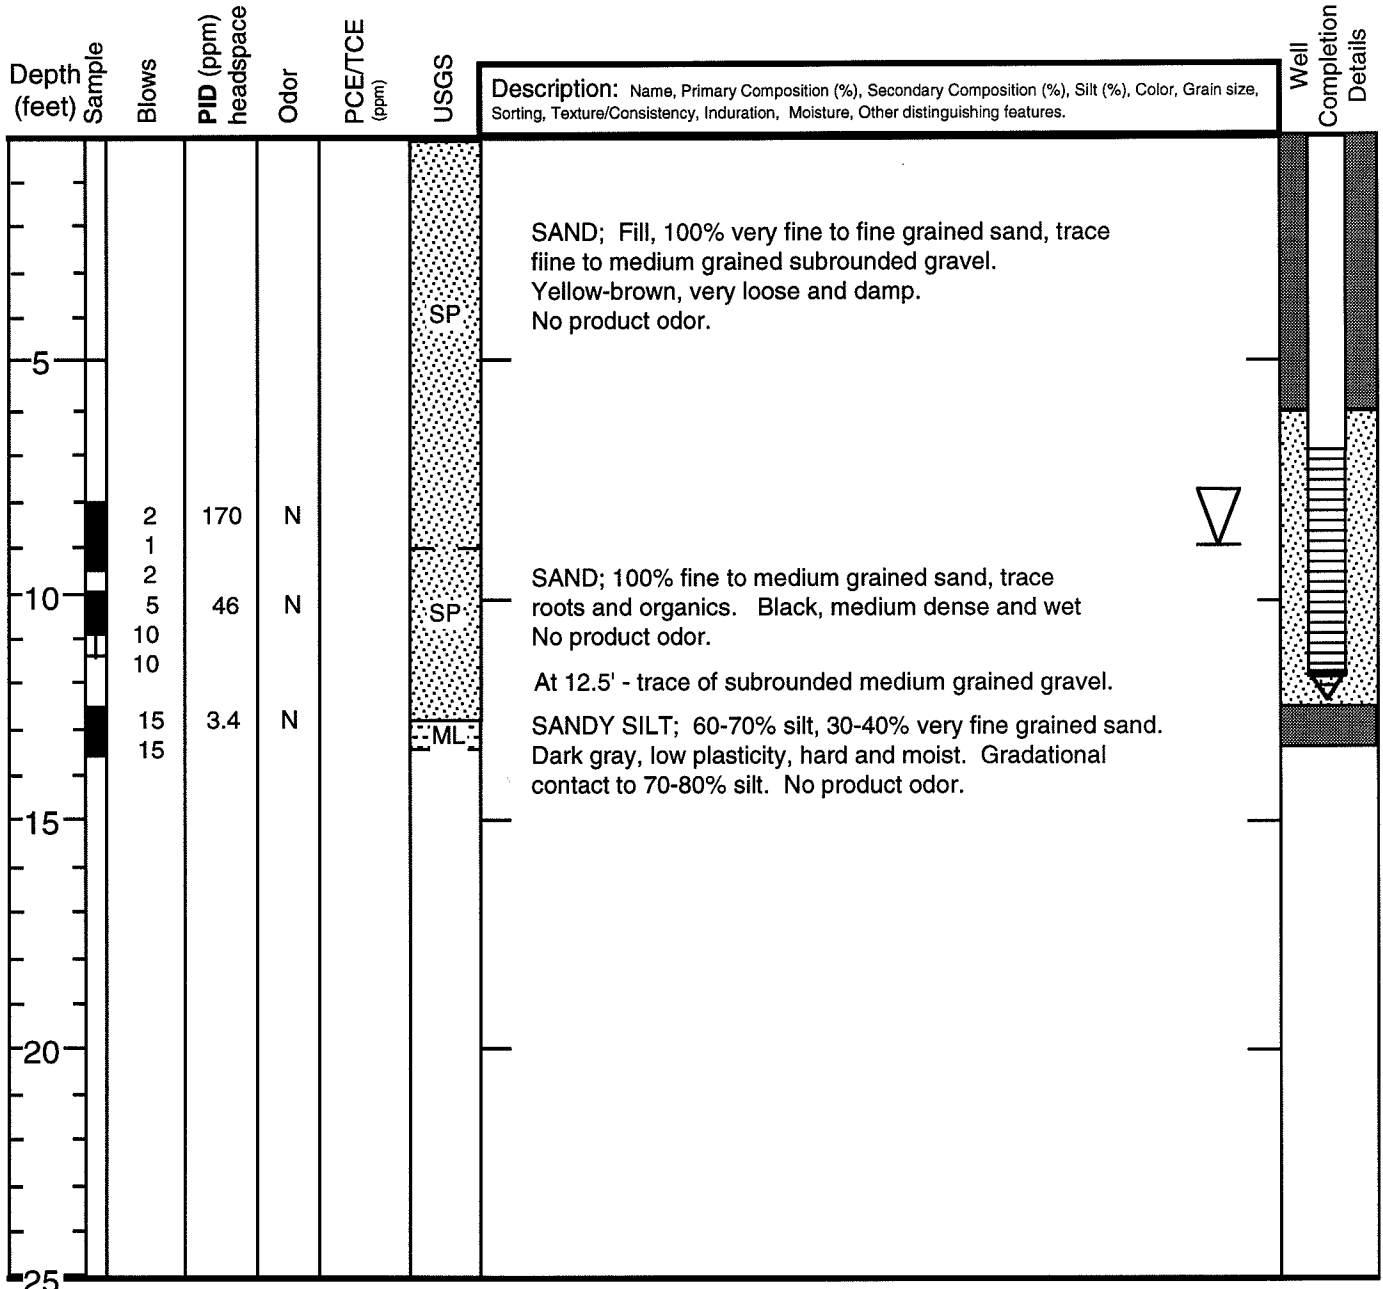 Depth
(feet)
Sample
Blows
PID (ppm)
headspace
Odor
PCE/TCE
(ppm)
USGS
Description: Name, Primary Composition (%), Secondary Composition (%), Silt (%), Color, Grain size,
Sorting, Texture/Consistency, Induration, Moisture, Other distinguishing features.
Well
Completion
Details
SAND; Fill, 100% very fine to fine grained sand, trace
fiine to medium grained subrounded gravel.
Yellow-brown, very loose and damp.
No product odor.
SP
5
2 170 N
1
2
SAND; 100% fine to medium grained sand, trace
roots and organics. Black, medium dense and wet
No product odor.
10
5 46 N
SP
10
10
At 12.5' - trace of subrounded medium grained gravel.
15 3.4 N
15
ML
SANDY SILT; 60-70% silt, 30-40% very fine grained sand.
Dark gray, low plasticity, hard and moist. Gradational
contact to 70-80% silt. No product odor.
15
20
25